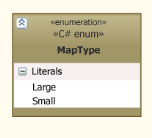 «enumeration»
«C# enum»
MapType
Literals
Large
Small